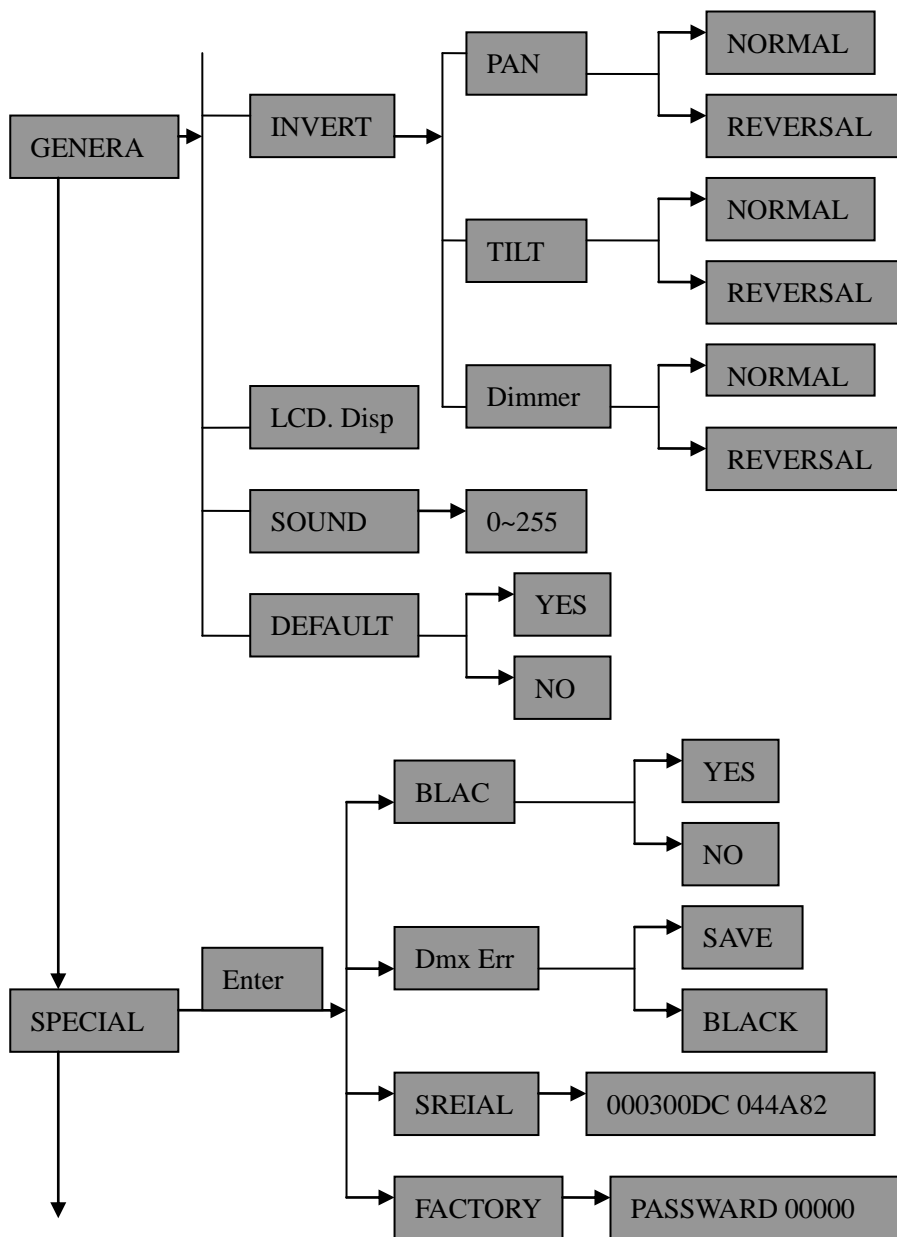 GENERA
INVERT
PAN
NORMAL
REVERSAL
TILT
NORMAL
REVERSAL
Dimmer
NORMAL
REVERSAL
LCD. Disp
SOUND
0~255
DEFAULT
YES
NO
SPECIAL
Enter
BLAC
YES
NO
Dmx Err
SAVE
BLACK
SREIAL
000300DC 044A82
FACTORY
PASSWARD 00000